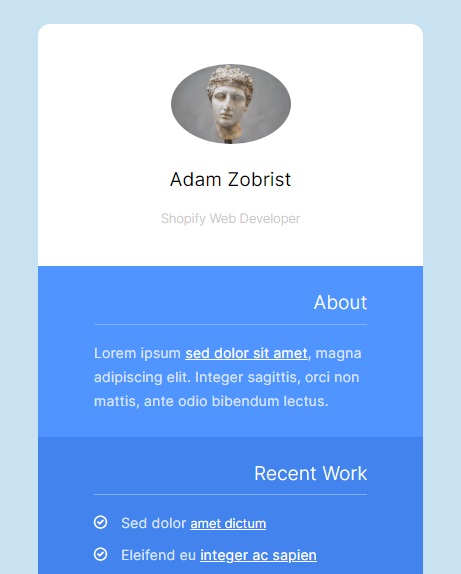 Adam Zobrist
Shopify Web Developer
About
Lorem ipsum sed dolor sit amet, magna
adipiscing elit. Integer sagittis, orci non
mattis, ante odio bibendum lectus.
Recent Work
Sed dolor amet dictum
Eleifend eu integer ac sapien